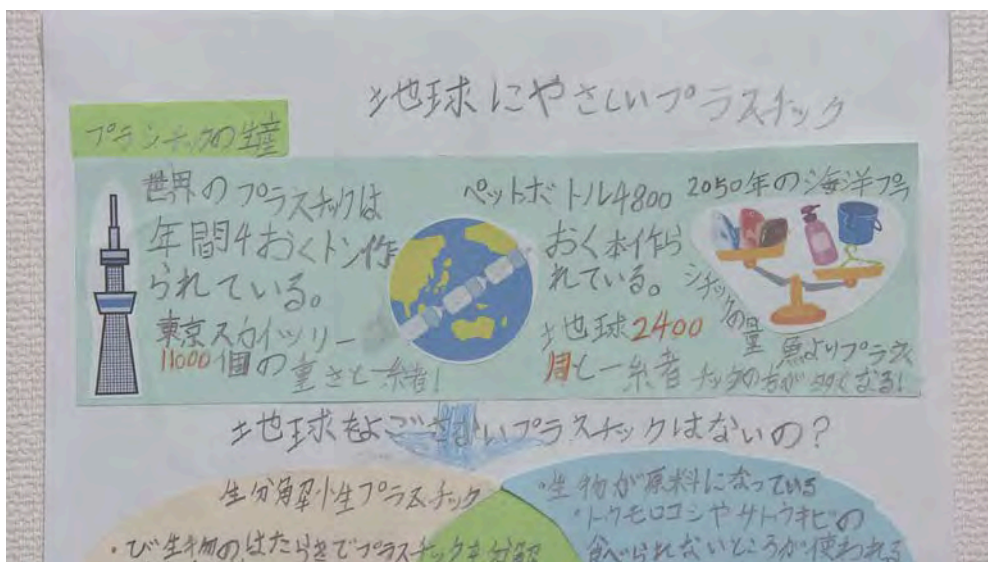 地球にやさしいプラスチック
プランチックの生産
世界のプラスチックは
年間4おくトン作
られている。
東京スカイツリー
11000個の重さと一緒!
ペットボトル4800
おく本作ら
れている。
地球2400
周と一緒
2050年の海洋プラ
シチックの量
魚よりプラス
チックの方が多くなる!
地球をよごさないプラスチックはないの?
生分解性プラスチック
・び生物のはたらきでプラスチックを分解
・生物が原料になっている
・トウモロコシやサトウキビの
食べられないところが使われる